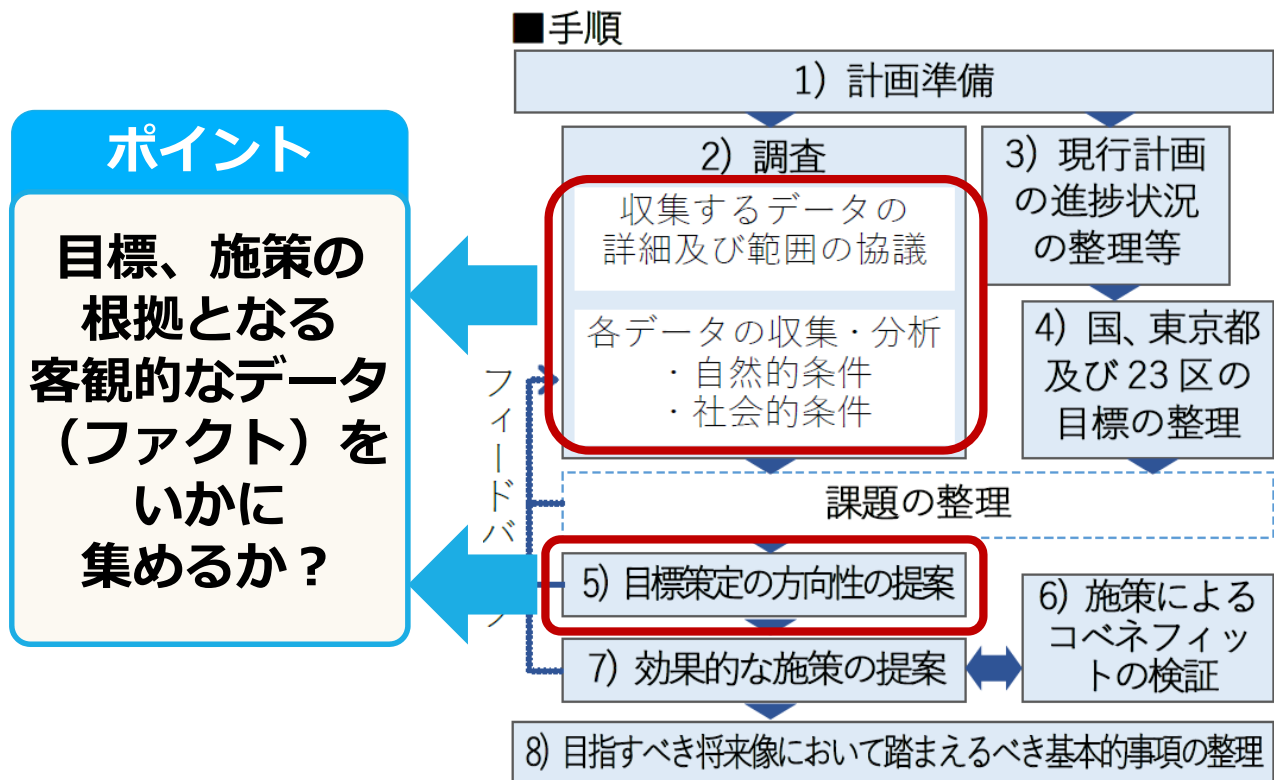 ■手順
1）計画準備
ポイント
目標、施策の
根拠となる
客観的なデータ
（ファクト）を
いかに
集めるか？
2）調査
収集するデータの
詳細及び範囲の協議
各データの収集・分析
・自然的条件
・社会的条件
3）現行計画
の進捗状況
の整理等
4）国、東京都
及び23区の
目標の整理
フィードバ
課題の整理
5）目標策定の方向性の提案
6）施策による
コベネフィッ
トの検証
7）効果的な施策の提案
8）目指すべき将来像において踏まえるべき基本的事項の整理